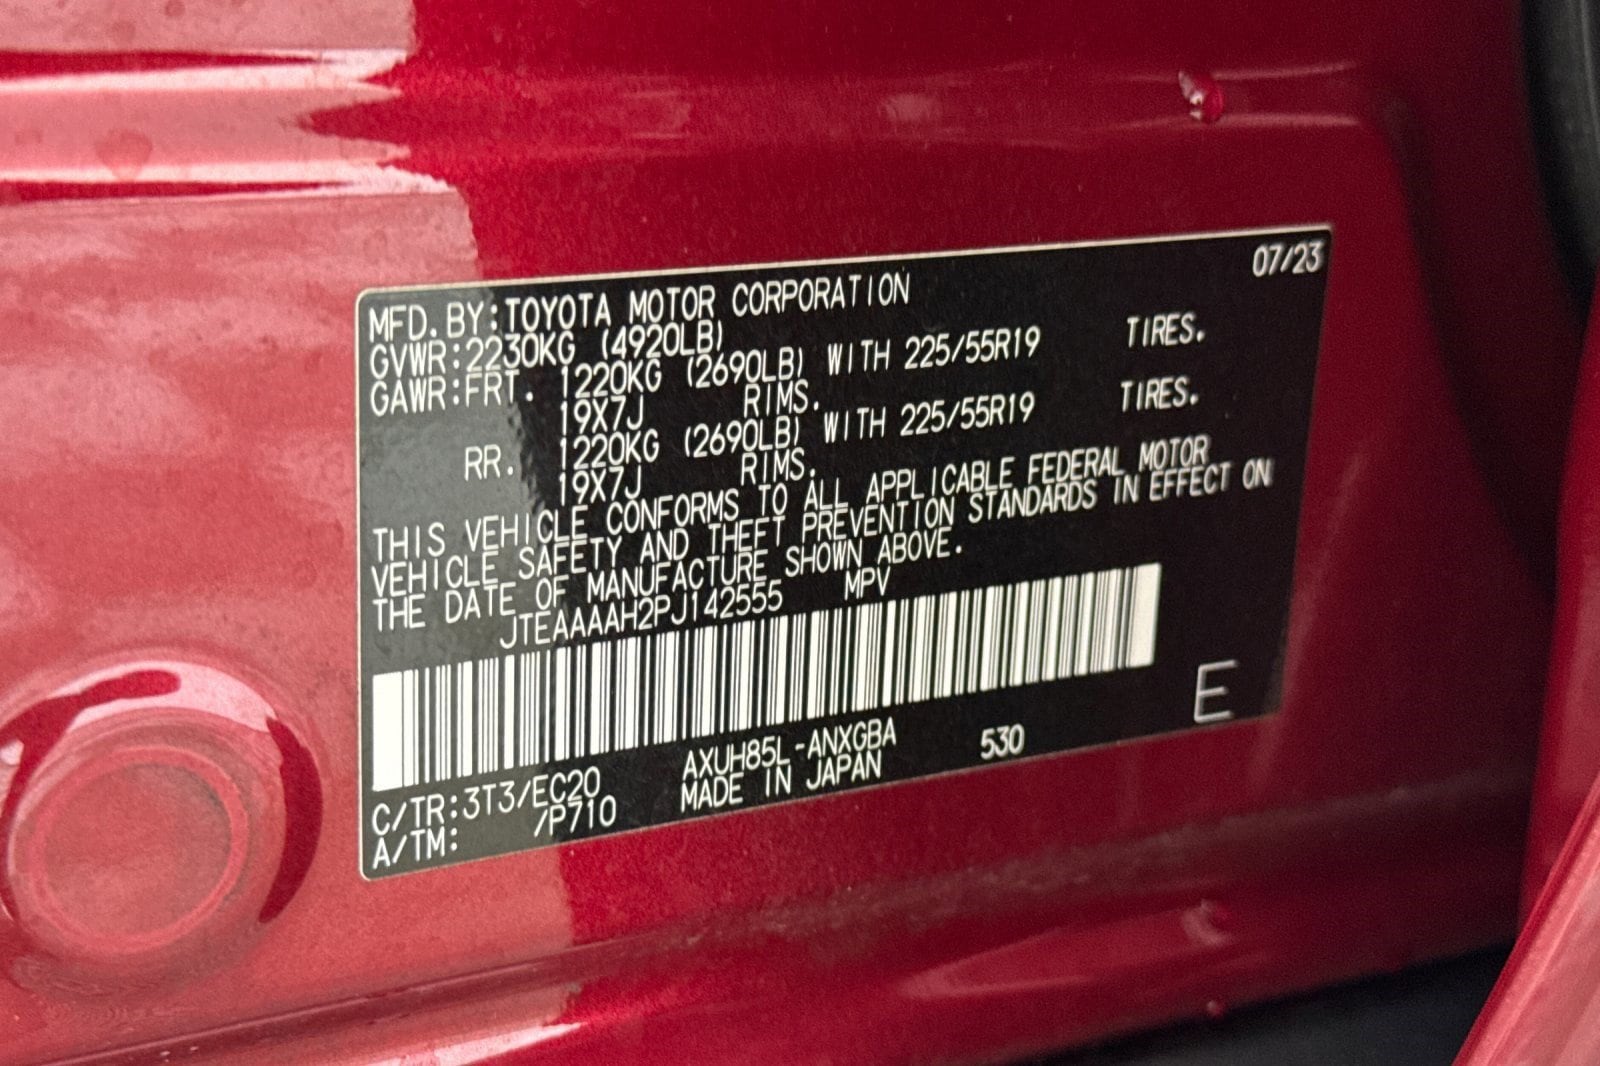 07/23
MFD.BY:TOYOTA MOTOR CORPORATION
GVWR:2230KG (4920LB)
GAWR:FRT. 1220KG (2690LB) WITH 225/55R19 TIRES.
19X7J RIMS.
RR. 1220KG (2690LB) WITH 225/55R19 TIRES.
19X7J RIMS.
THIS VEHICLE CONFORMS TO ALL APPLICABLE FEDERAL MOTOR
VEHICLE SAFETY AND THEFT PREVENTION STANDARDS IN EFFECT ON
THE DATE OF MANUFACTURE SHOWN ABOVE.
JTEAAAAH2PJ142555 MPV
E
C/TR:3T3/EC20 AXUH85L-ANXGBA 530
A/TM: /P710 MADE IN JAPAN